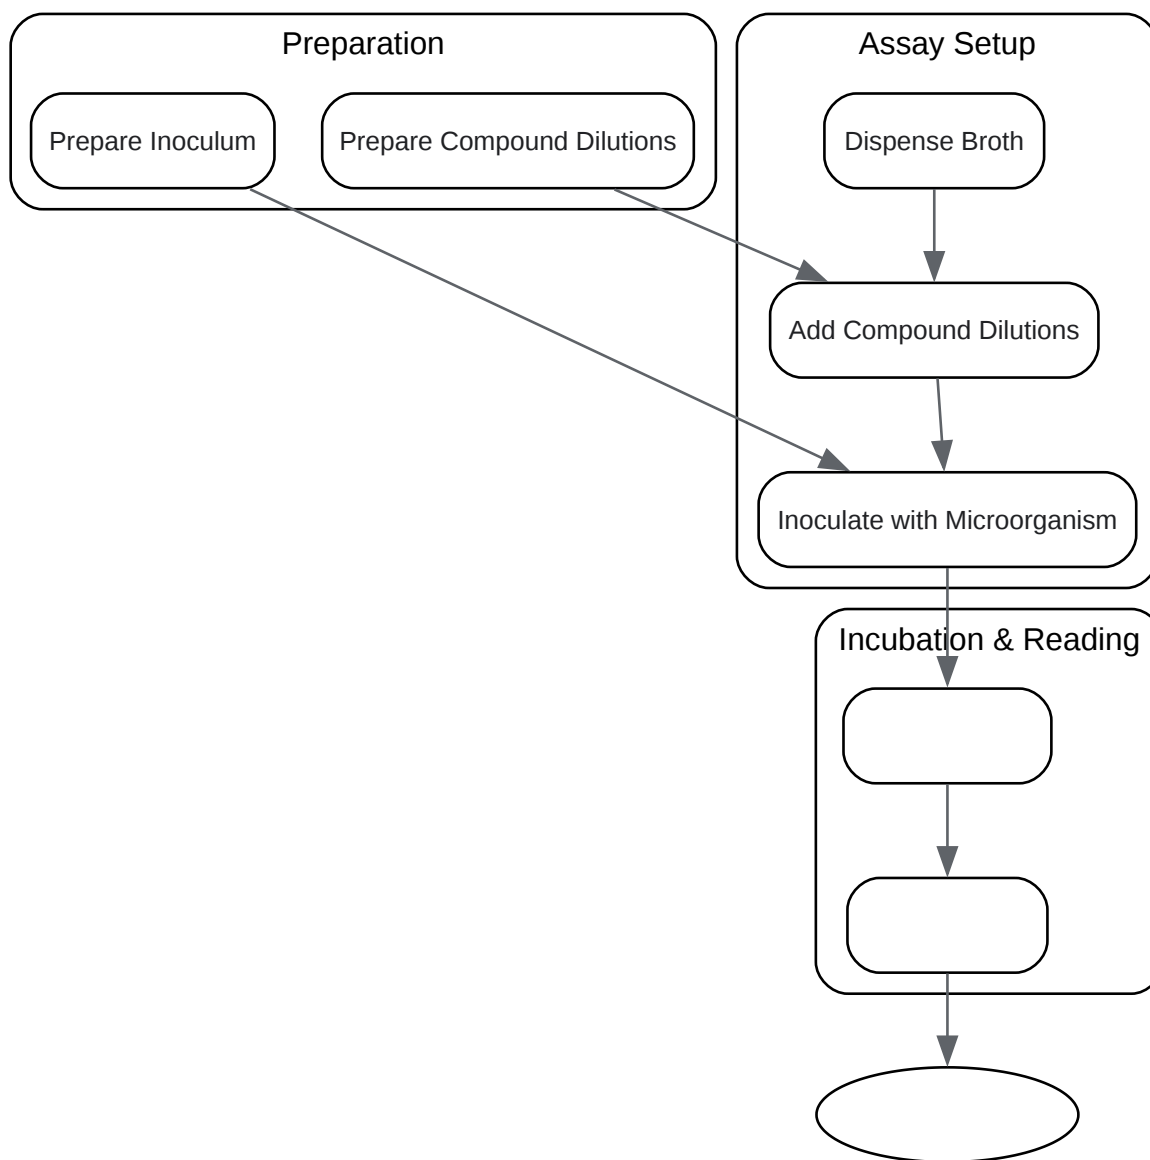 Preparation
Assay Setup
Prepare Inoculum
Prepare Compound Dilutions
Dispense Broth
Add Compound Dilutions
Inoculate with Microorganism
Incubation & Reading